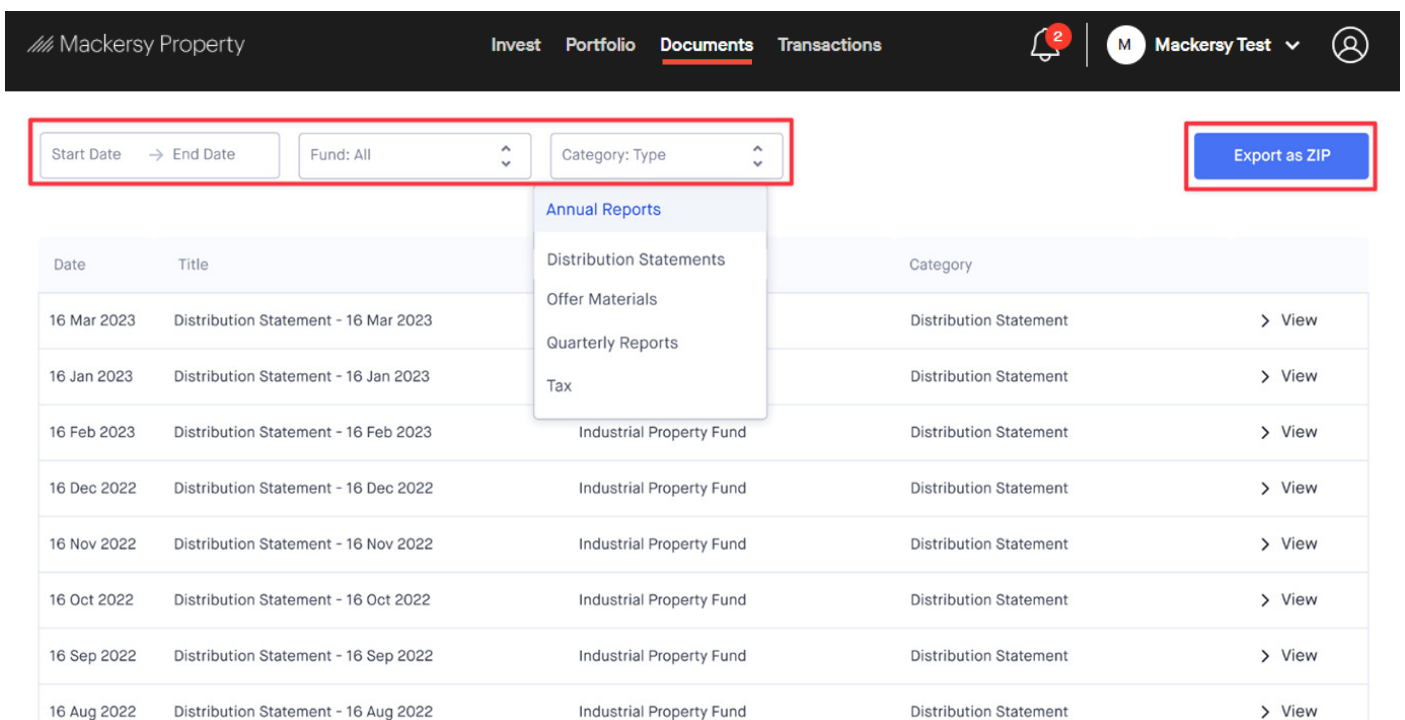 Mackersy Property Invest Portfolio Documents Transactions 2 M Mackersy Test
Start Date → End Date Fund: All Category: Type Export as ZIP
Annual Reports
Distribution Statements
Offer Materials
Quarterly Reports
Tax
Date Title Category
16 Mar 2023 Distribution Statement - 16 Mar 2023 Distribution Statement > View
16 Jan 2023 Distribution Statement - 16 Jan 2023 Distribution Statement > View
16 Feb 2023 Distribution Statement - 16 Feb 2023 Industrial Property Fund Distribution Statement > View
16 Dec 2022 Distribution Statement - 16 Dec 2022 Industrial Property Fund Distribution Statement > View
16 Nov 2022 Distribution Statement - 16 Nov 2022 Industrial Property Fund Distribution Statement > View
16 Oct 2022 Distribution Statement - 16 Oct 2022 Industrial Property Fund Distribution Statement > View
16 Sep 2022 Distribution Statement - 16 Sep 2022 Industrial Property Fund Distribution Statement > View
16 Aug 2022 Distribution Statement - 16 Aug 2022 Industrial Property Fund Distribution Statement > View